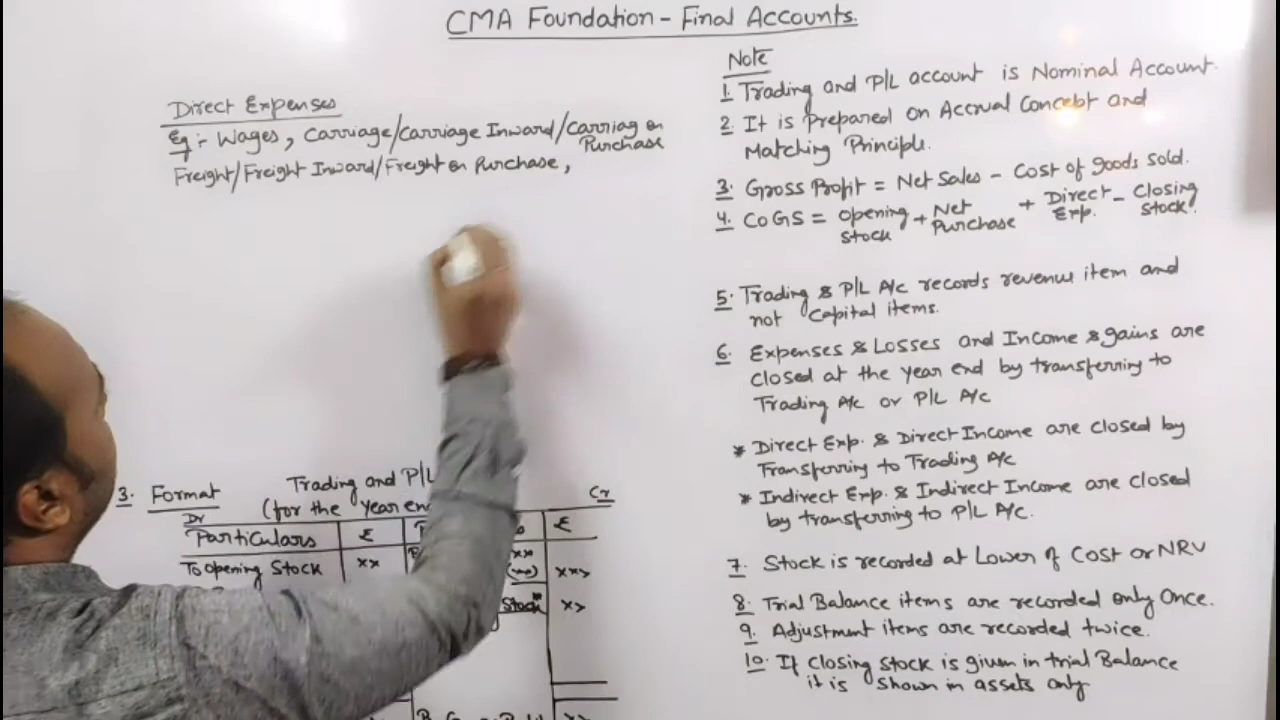 CMA Foundation - Final Accounts.
Direct Expenses
Eg:- Wages, Carriage/Carriage Inward/Carriag on Purchase
Freight/Freight Inward/Freight on Purchase,
3. Format
Trading and P/L
(for the Year en
Dr
Cr
Particulars ₹ ₹
To Opening Stock xx xx
(xx) xxx
Stock* xx
Note
1. Trading and P/L account is Nominal Account.
2. It is Prepared on Accrual Concept and
Matching Principle.
3. Gross Profit = Net Sales - Cost of goods sold.
4. CoGS = Opening Stock + Net Purchase + Direct Exp. - Closing Stock.
5. Trading & P/L A/c records revenue item and
not Capital items.
6. Expenses & Losses and Income & gains are
closed at the year end by transferring to
Trading A/c or P/L A/c
* Direct Exp. & Direct Income are closed by
Transferring to Trading A/c
* Indirect Exp. & Indirect Income are closed
by transferring to P/L A/c.
7. Stock is recorded at Lower of Cost or NRV
8. Trial Balance items are recorded only Once.
9. Adjustment items are recorded twice.
10. If Closing Stock is given in trial Balance
it is shown in assets only